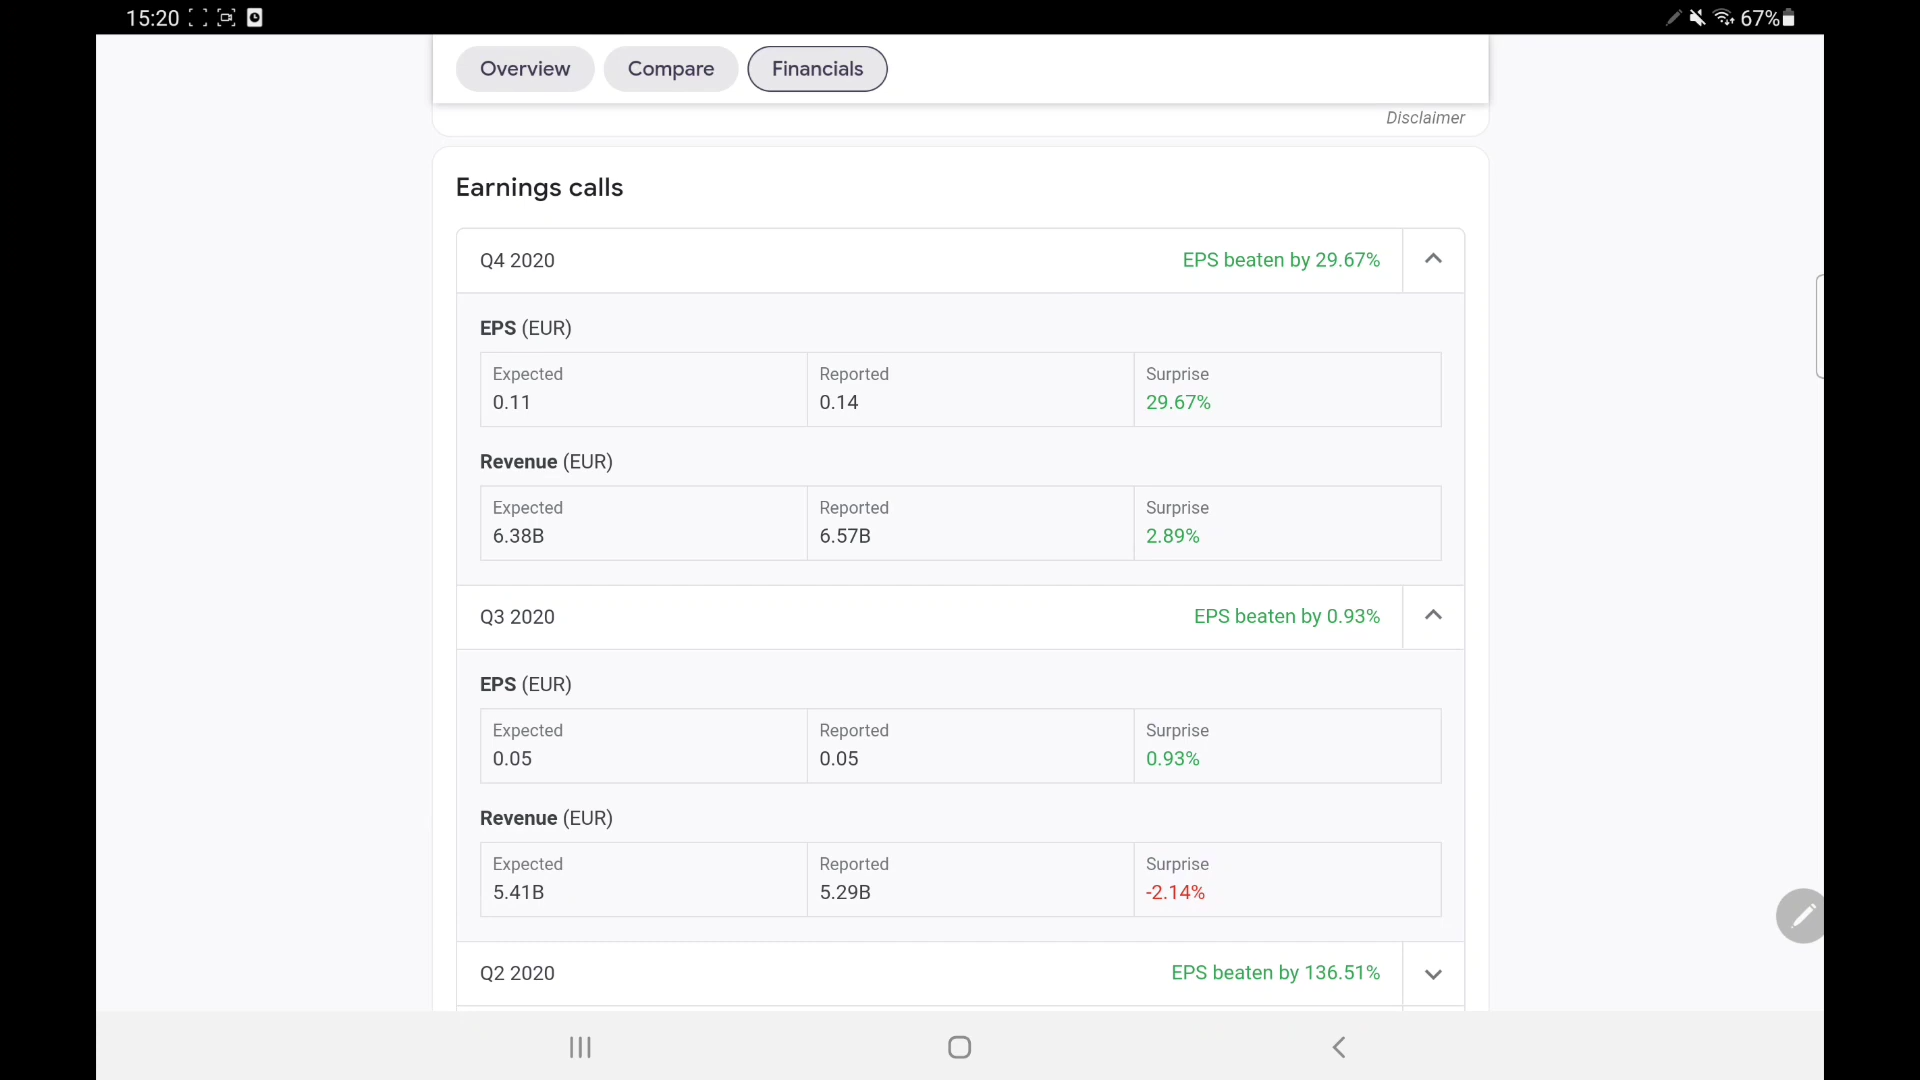 15:20 67%
Overview Compare Financials
Disclaimer
Earnings calls
Q4 2020 EPS beaten by 29.67%
EPS (EUR)
Expected Reported Surprise
0.11 0.14 29.67%
Revenue (EUR)
Expected Reported Surprise
6.38B 6.57B 2.89%
Q3 2020 EPS beaten by 0.93%
EPS (EUR)
Expected Reported Surprise
0.05 0.05 0.93%
Revenue (EUR)
Expected Reported Surprise
5.41B 5.29B -2.14%
Q2 2020 EPS beaten by 136.51%